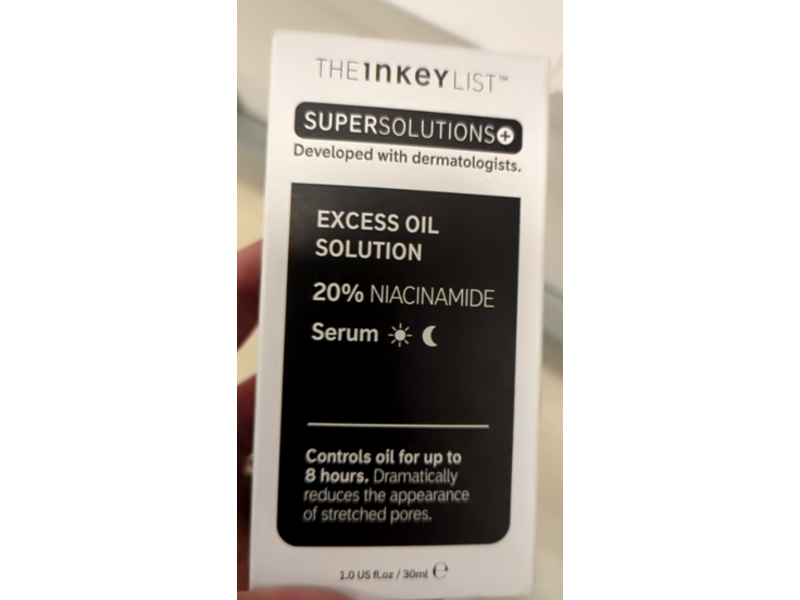 THE INKEY LIST™
SUPERSOLUTIONS+
Developed with dermatologists.
EXCESS OIL
SOLUTION
20% NIACINAMIDE
Serum
Controls oil for up to
8 hours. Dramatically
reduces the appearance
of stretched pores.
1.0 US fl.oz / 30ml ℮